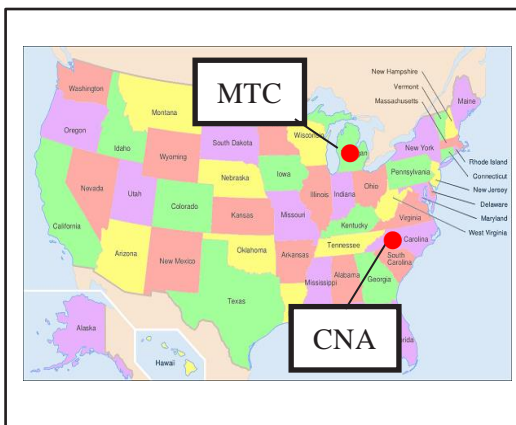 MTC
CNA
Washington
Oregon
California
Nevada
Idaho
Montana
Wyoming
Utah
Colorado
Arizona
New Mexico
South Dakota
Nebraska
Kansas
Oklahoma
Texas
Iowa
Missouri
Arkansas
Illinois
Indiana
Ohio
Kentucky
Tennessee
Mississippi
Alabama
Georgia
South
Carolina
Carolina
Virginia
West Virginia
Maryland
Delaware
New Jersey
Connecticut
Rhode Island
Pennsylvania
New York
Massachusetts
Vermont
New Hampshire
Maine
Alaska
Hawaii